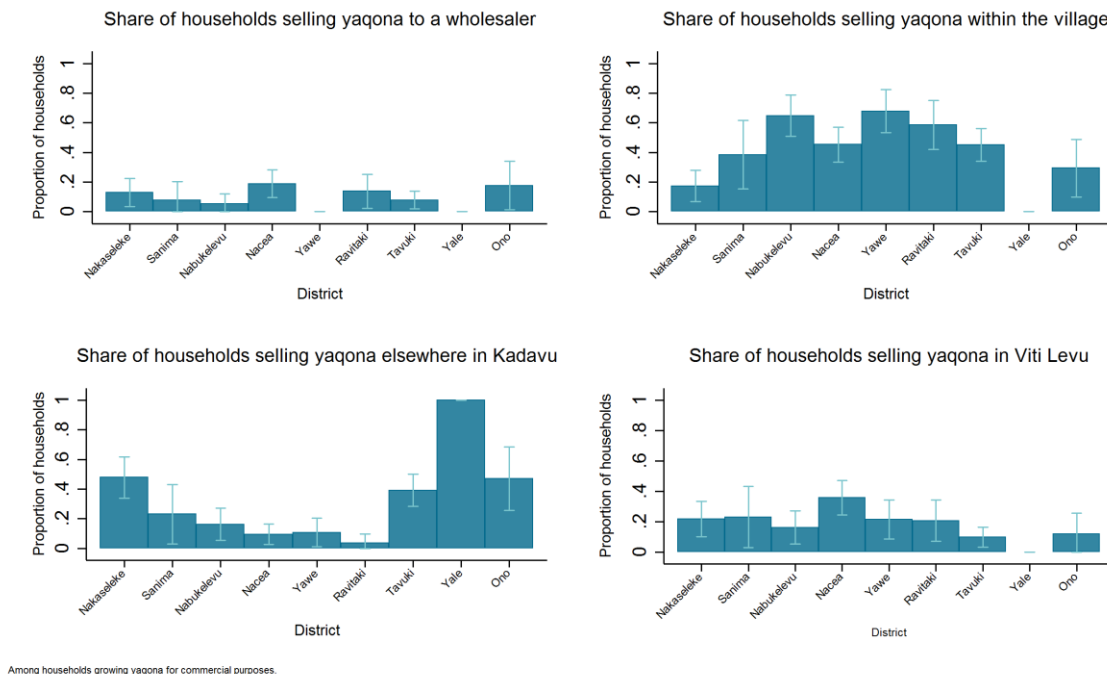 Share of households selling yaqona to a wholesaler
Proportion of households
0 .2 .4 .6 .8 1
Nakaseleke Sanima Nabukelevu Nacea Yawe Ravitaki Tavuki Yale Ono
District
Share of households selling yaqona within the village
Proportion of households
0 .2 .4 .6 .8 1
Nakaseleke Sanima Nabukelevu Nacea Yawe Ravitaki Tavuki Yale Ono
District
Share of households selling yaqona elsewhere in Kadavu
Proportion of households
0 .2 .4 .6 .8 1
Nakaseleke Sanima Nabukelevu Nacea Yawe Ravitaki Tavuki Yale Ono
District
Share of households selling yaqona in Viti Levu
Proportion of households
0 .2 .4 .6 .8 1
Nakaseleke Sanima Nabukelevu Nacea Yawe Ravitaki Tavuki Yale Ono
District
Among households growing yaqona for commercial purposes.